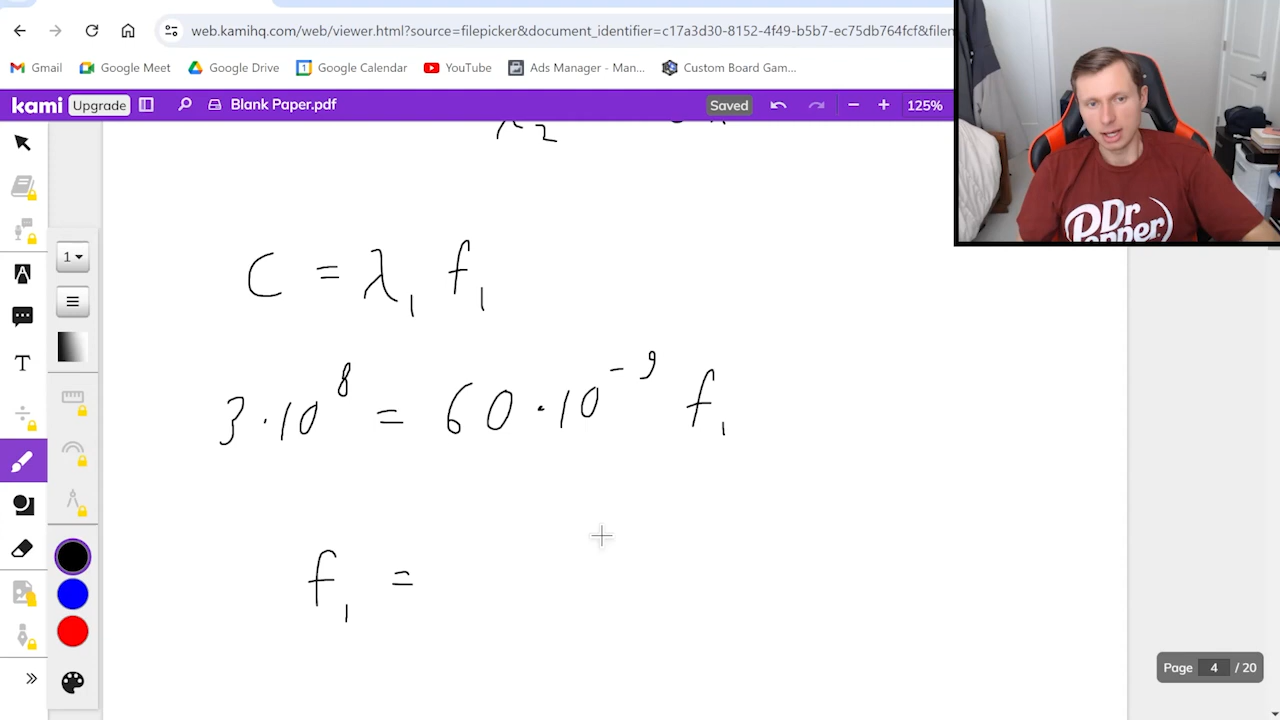 web.kamihq.com/web/viewer.html?source=filepicker&document_identifier=c17a3d30-8152-4f49-b5b7-ec75db764fcf&filen
Gmail Google Meet Google Drive Google Calendar YouTube Ads Manager - Man... Custom Board Gam...
kami Upgrade Blank Paper.pdf Saved 125%
Dr Pepper
λ 2
C = λ₁ f₁
1
3·10⁸ = 60·10⁻⁹ f₁
f₁ =
Page 4 / 20